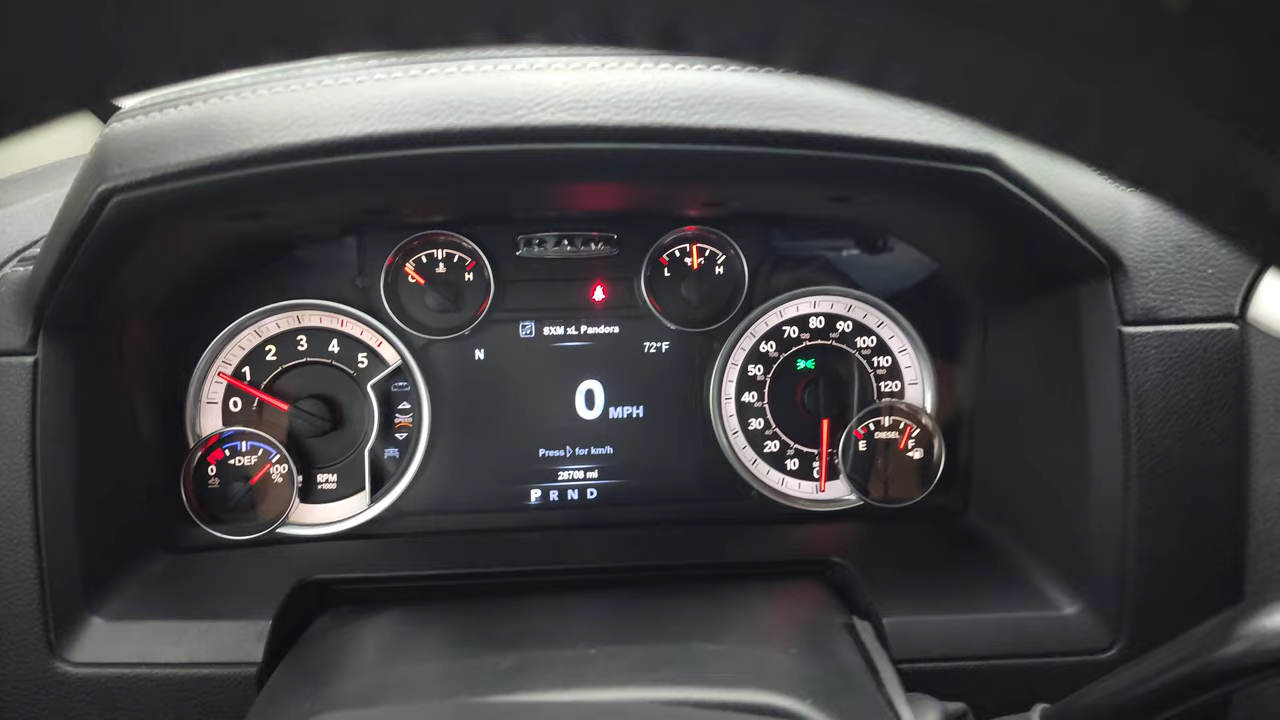 RAM
C H
L H
SXM xL Pandora
N 72°F
0 MPH
Press for km/h
28708 mi
P R N D
0 1 2 3 4 5
RPM
x1000
SPEED
DEF
0 100
%
0 10 20 30 40 50 60 70 80 90 100 110 120
DIESEL
E F